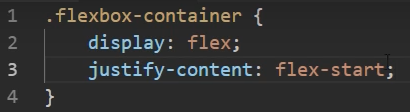 1 .flexbox-container {
2     display: flex;
3     justify-content: flex-start;
4 }